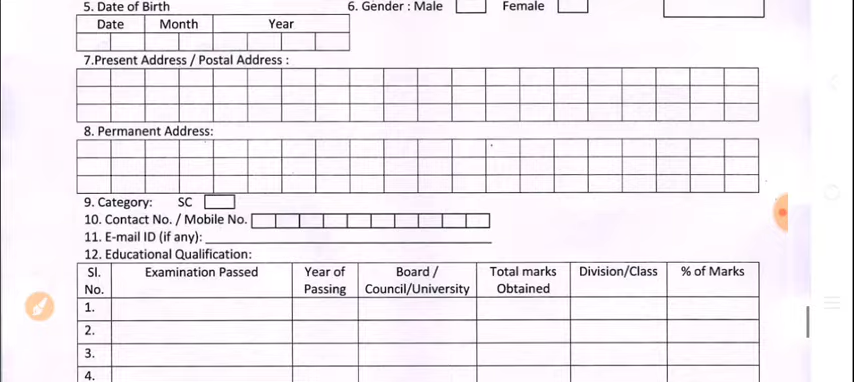 5. Date of Birth
6. Gender : Male Female
Date Month Year
7.Present Address / Postal Address :
8. Permanent Address:
9. Category: SC
10. Contact No. / Mobile No.
11. E-mail ID (if any):
12. Educational Qualification:
Sl. No. Examination Passed Year of Passing Board / Council/University Total marks Obtained Division/Class % of Marks
1.
2.
3.
4.